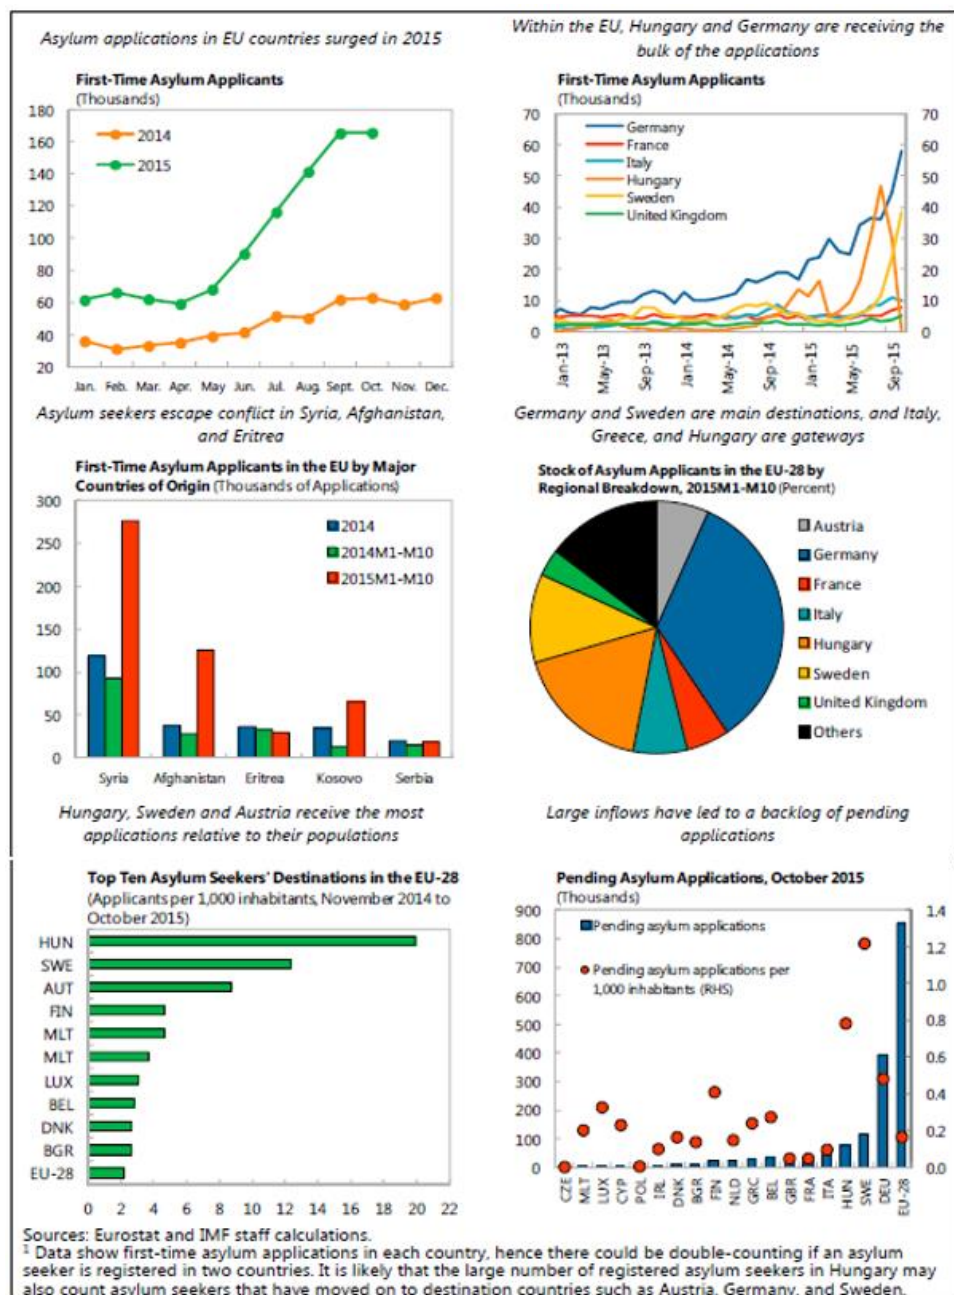 Asylum applications in EU countries surged in 2015
First-Time Asylum Applicants
(Thousands)
180
160
140
120
100
80
60
40
20
2014
2015
Jan. Feb. Mar. Apr. May Jun. Jul. Aug. Sept. Oct. Nov. Dec.
Within the EU, Hungary and Germany are receiving the
bulk of the applications
First-Time Asylum Applicants
(Thousands)
70 70
60 60
50 50
40 40
30 30
20 20
10 10
0 0
Germany
France
Italy
Hungary
Sweden
United Kingdom
Jan-13 May-13 Sep-13 Jan-14 May-14 Sep-14 Jan-15 May-15 Sep-15
Asylum seekers escape conflict in Syria, Afghanistan,
and Eritrea
First-Time Asylum Applicants in the EU by Major
Countries of Origin (Thousands of Applications)
300
250
200
150
100
50
0
2014
2014M1-M10
2015M1-M10
Syria Afghanistan Eritrea Kosovo Serbia
Germany and Sweden are main destinations, and Italy,
Greece, and Hungary are gateways
Stock of Asylum Applicants in the EU-28 by
Regional Breakdown, 2015M1-M10 (Percent)
Austria
Germany
France
Italy
Hungary
Sweden
United Kingdom
Others
Hungary, Sweden and Austria receive the most
applications relative to their populations
Top Ten Asylum Seekers' Destinations in the EU-28
(Applicants per 1,000 inhabitants, November 2014 to
October 2015)
HUN
SWE
AUT
FIN
MLT
MLT
LUX
BEL
DNK
BGR
EU-28
0 2 4 6 8 10 12 14 16 18 20 22
Large inflows have led to a backlog of pending
applications
Pending Asylum Applications, October 2015
(Thousands)
900 1.4
800 1.2
700 1.0
600 0.8
500 0.6
400 0.4
300 0.2
200 0.0
100
0
Pending asylum applications
Pending asylum applications per
1,000 inhabitants (RHS)
CZE MLT LUX CYP POL IRL DNK BGR FIN NLD GRC BEL GBR FRA ITA HUN SWE DEU EU-28
Sources: Eurostat and IMF staff calculations.
¹ Data show first-time asylum applications in each country, hence there could be double-counting if an asylum
seeker is registered in two countries. It is likely that the large number of registered asylum seekers in Hungary may
also count asylum seekers that have moved on to destination countries such as Austria, Germany, and Sweden.